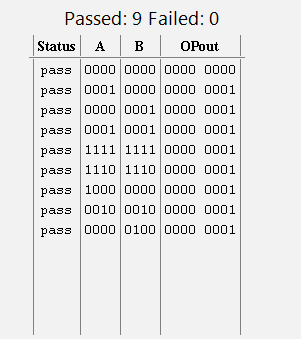 Passed: 9 Failed: 0
Status A B OPout
pass 0000 0000 0000 0000
pass 0001 0000 0000 0001
pass 0000 0001 0000 0001
pass 0001 0001 0000 0001
pass 1111 1111 0000 0001
pass 1110 1110 0000 0001
pass 1000 0000 0000 0001
pass 0010 0010 0000 0001
pass 0000 0100 0000 0001